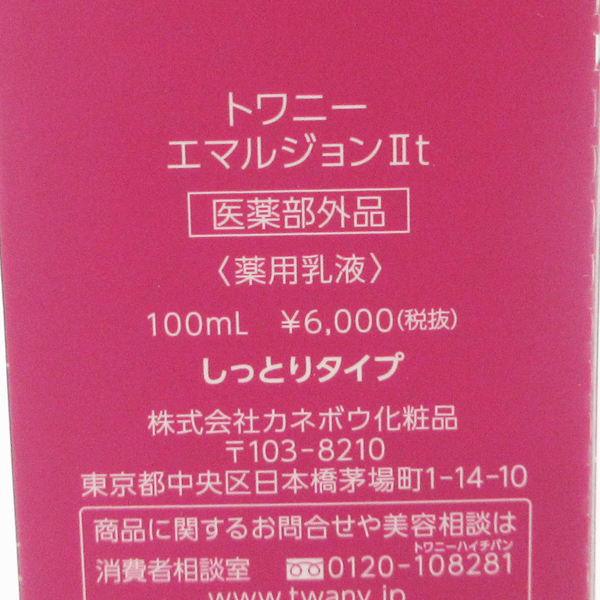 トワニー
エマルジョンⅡt
医薬部外品
〈薬用乳液〉
100mL ¥6,000(税抜)
しっとりタイプ
株式会社カネボウ化粧品
〒103-8210
東京都中央区日本橋茅場町1-14-10
商品に関するお問合せや美容相談は
トワニーハイチバン
消費者相談室 0120-108281
www.twany.jp